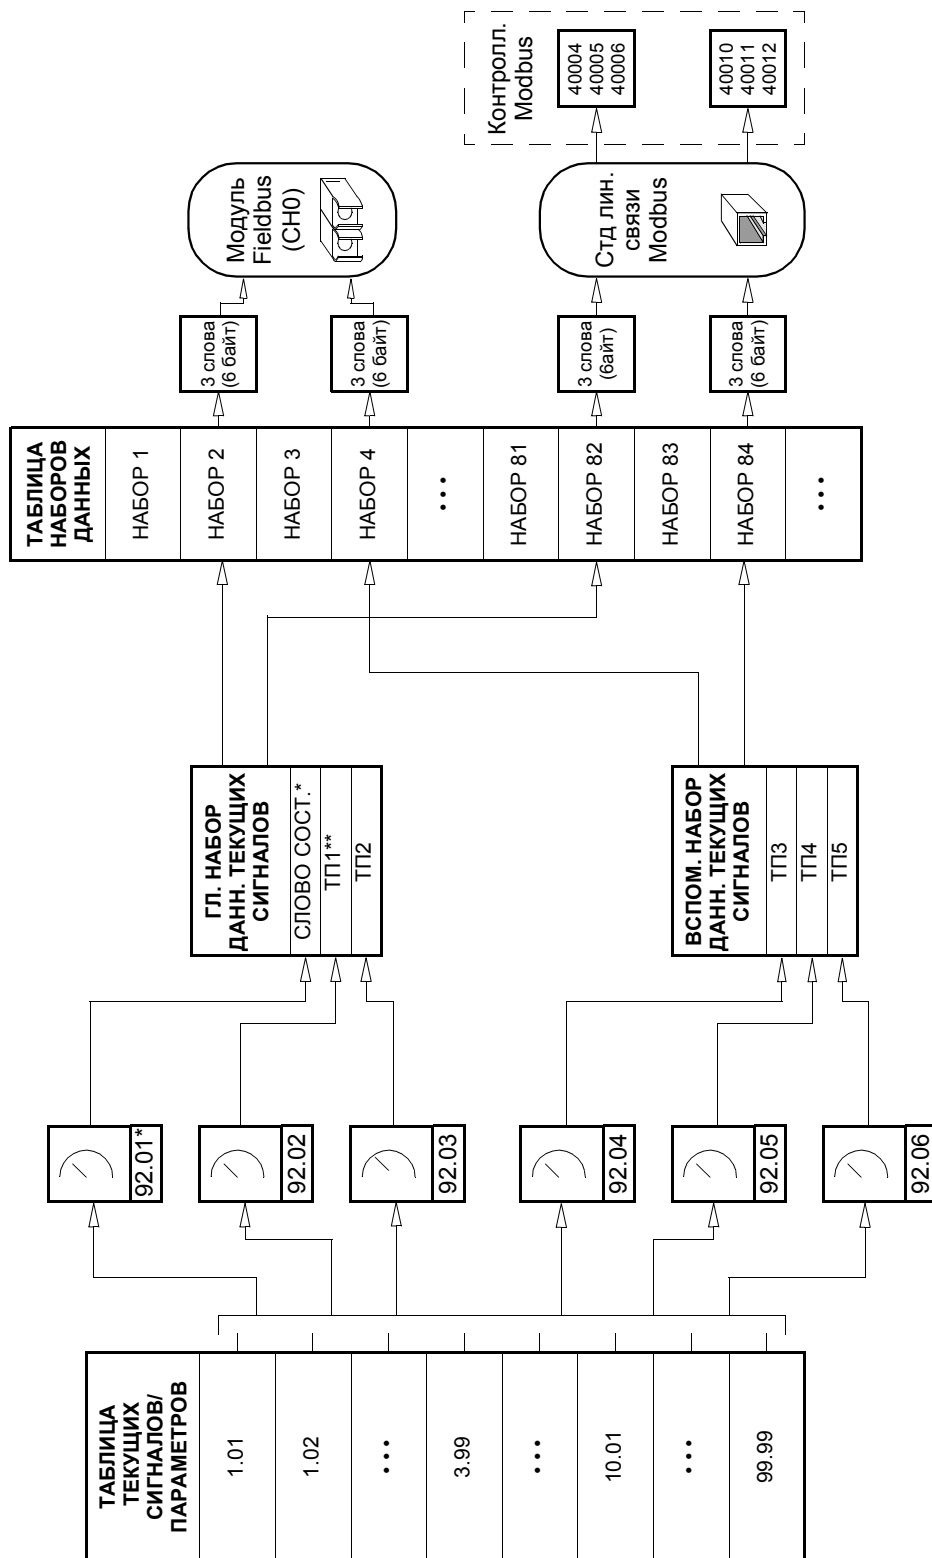 ТАБЛИЦА
ТЕКУЩИХ
СИГНАЛОВ/
ПАРАМЕТРОВ
1.01
1.02
•••
3.99
•••
10.01
•••
99.99
92.01*
92.02
92.03
92.04
92.05
92.06
ГЛ. НАБОР
ДАНН. ТЕКУЩИХ
СИГНАЛОВ
СЛОВО СОСТ.*
ТП1**
ТП2
ВСПОМ. НАБОР
ДАНН. ТЕКУЩИХ
СИГНАЛОВ
ТП3
ТП4
ТП5
ТАБЛИЦА
НАБОРОВ
ДАННЫХ
НАБОР 1
НАБОР 2
НАБОР 3
НАБОР 4
•••
НАБОР 81
НАБОР 82
НАБОР 83
НАБОР 84
•••
3 слова
(6 байт)
3 слова
(6 байт)
3 слова
(6байт)
3 слова
(6 байт)
Модуль
Fieldbus
(CH0)
Стд лин.
связи
Modbus
Контролл.
Modbus
40004
40005
40006
40010
40011
40012